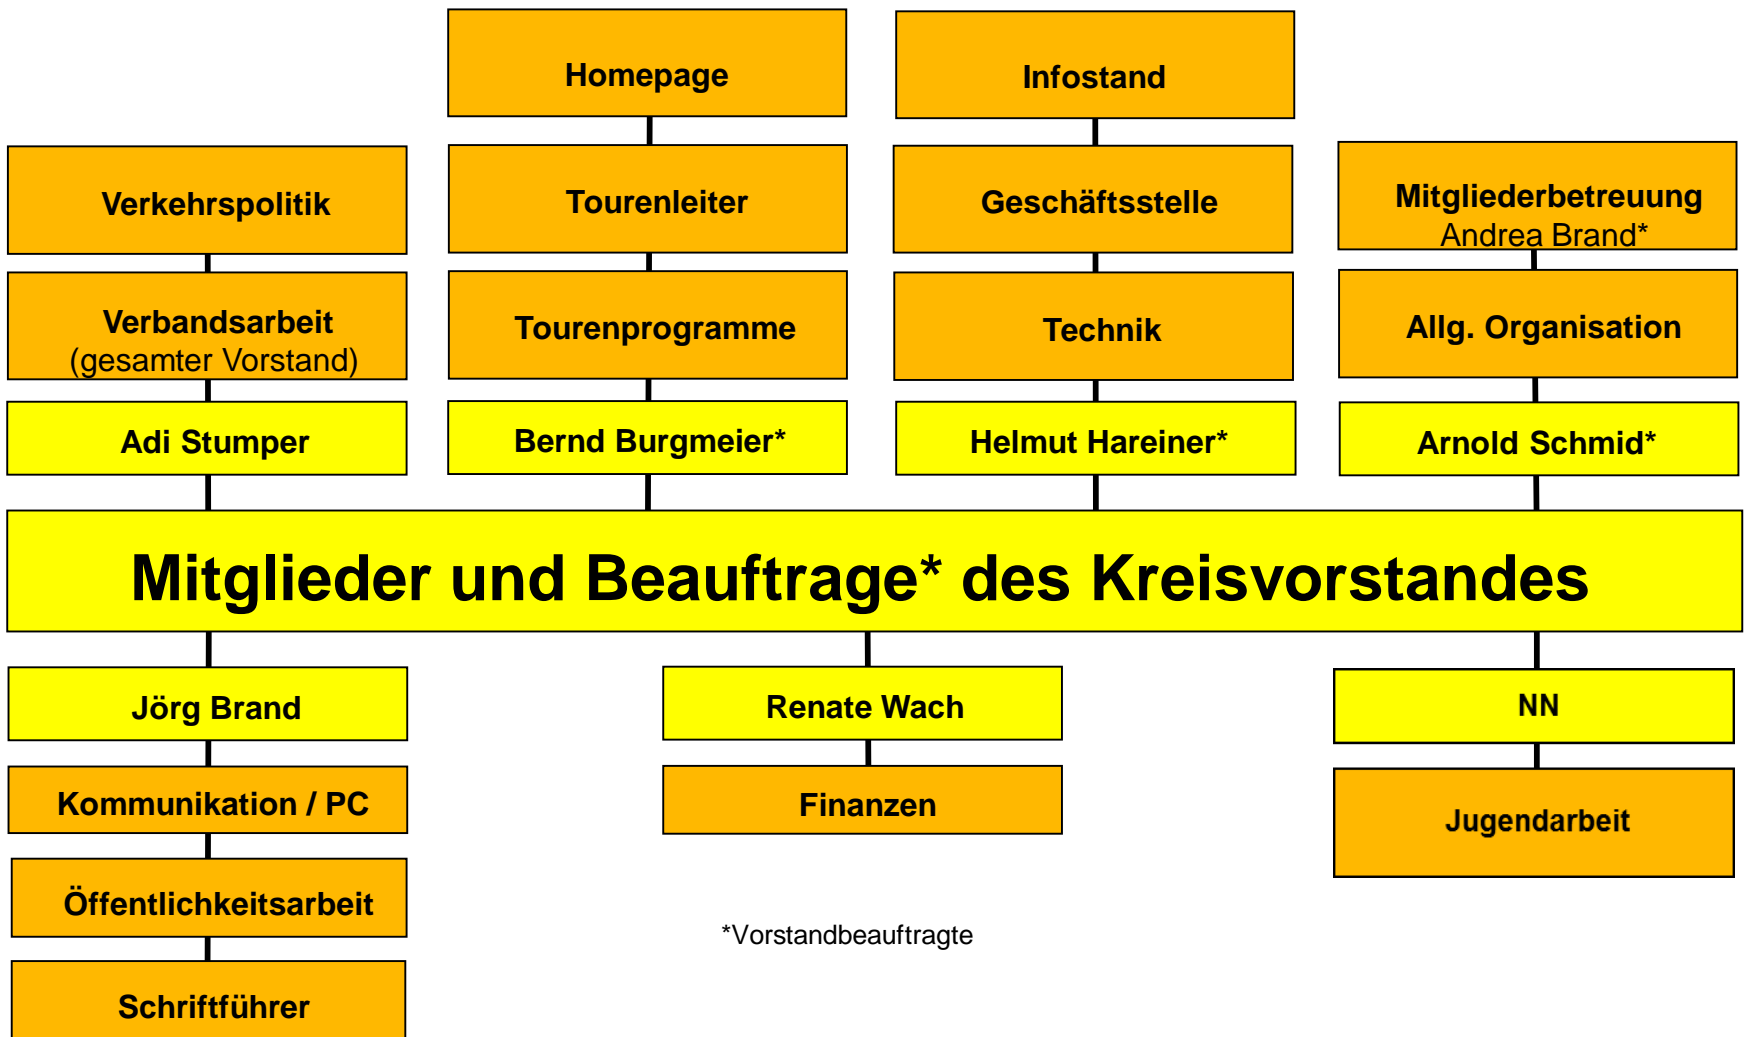 Homepage
Infostand
Verkehrspolitik
Tourenleiter
Geschäftsstelle
Mitgliederbetreuung
Andrea Brand*
Verbandsarbeit
(gesamter Vorstand)
Tourenprogramme
Technik
Allg. Organisation
Adi Stumper
Bernd Burgmeier*
Helmut Hareiner*
Arnold Schmid*
Mitglieder und Beauftrage* des Kreisvorstandes
Jörg Brand
Renate Wach
NN
Kommunikation / PC
Finanzen
Jugendarbeit
Öffentlichkeitsarbeit
*Vorstandbeauftragte
Schriftführer